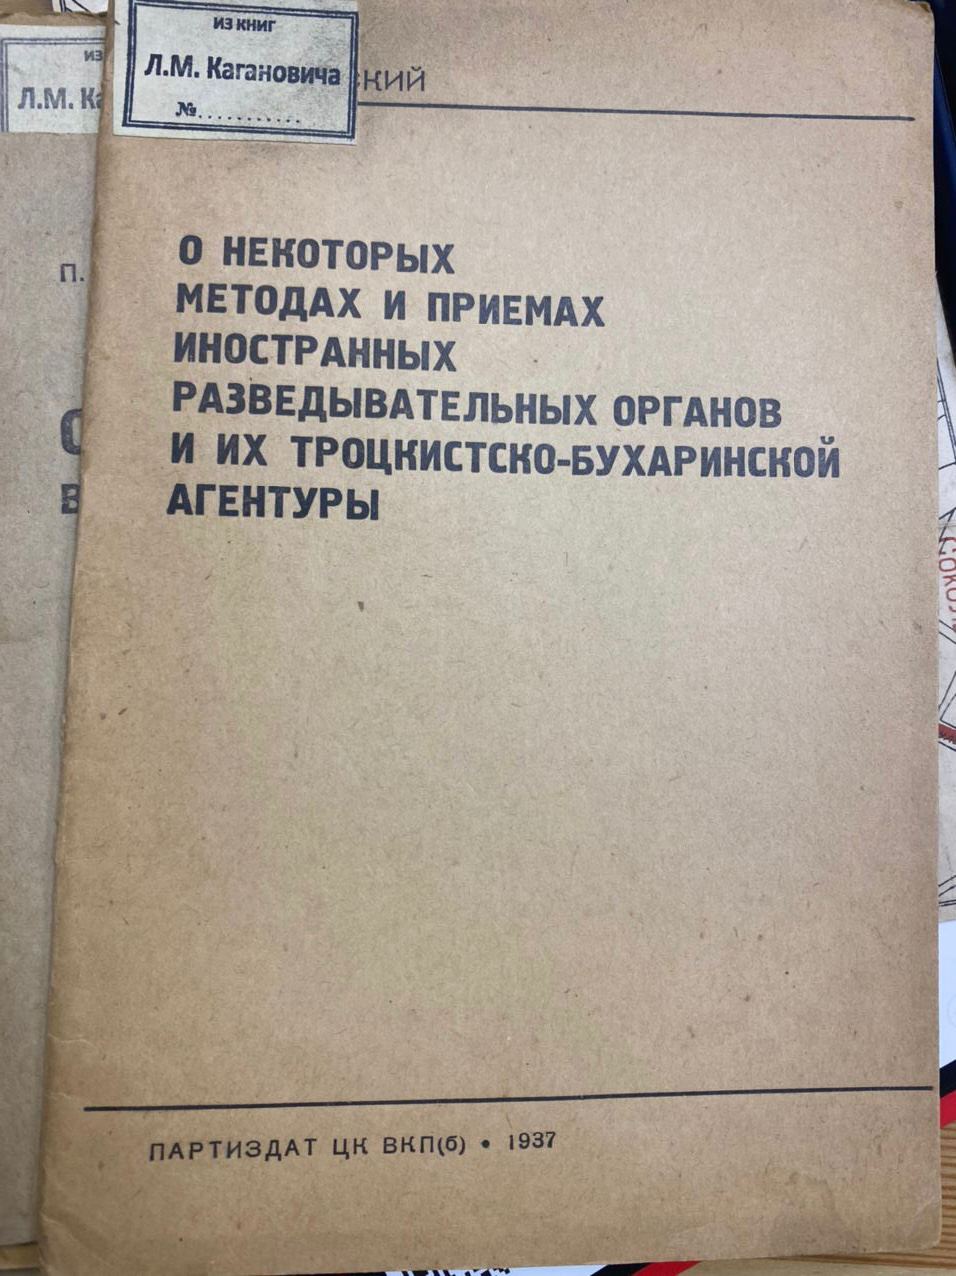 ИЗ КНИГ
Л.М. Кагановича
№...........
СКИЙ
О НЕКОТОРЫХ
МЕТОДАХ И ПРИЕМАХ
ИНОСТРАННЫХ
РАЗВЕДЫВАТЕЛЬНЫХ ОРГАНОВ
И ИХ ТРОЦКИСТСКО-БУХАРИНСКОЙ
АГЕНТУРЫ
ПАРТИЗДАТ ЦК ВКП(б) • 1937
ИЗ
Л.М. Ка
П.